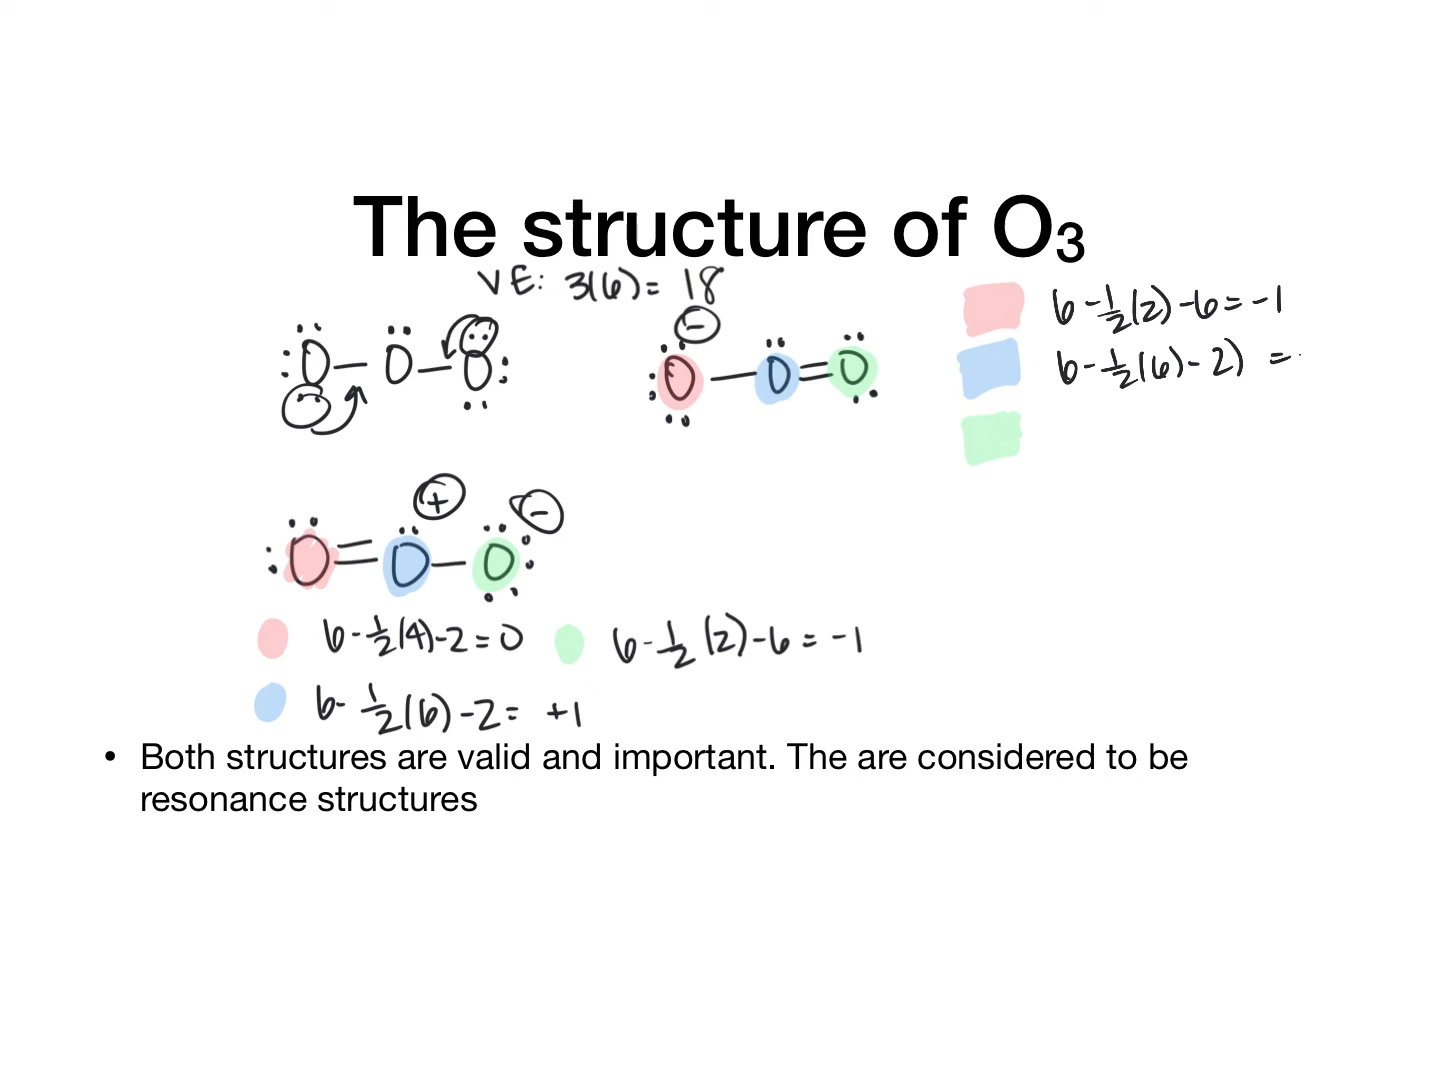 The structure of O₃
VE: 3(6) = 18
O — O — O
O — O = O
−
6 - 1/2(2) - 6 = -1
6 - 1/2(6) - 2) =
O = O — O
+
−
6 - 1/2(4) - 2 = 0
6 - 1/2(2) - 6 = -1
6 - 1/2(6) - 2 = +1
• Both structures are valid and important. The are considered to be
resonance structures